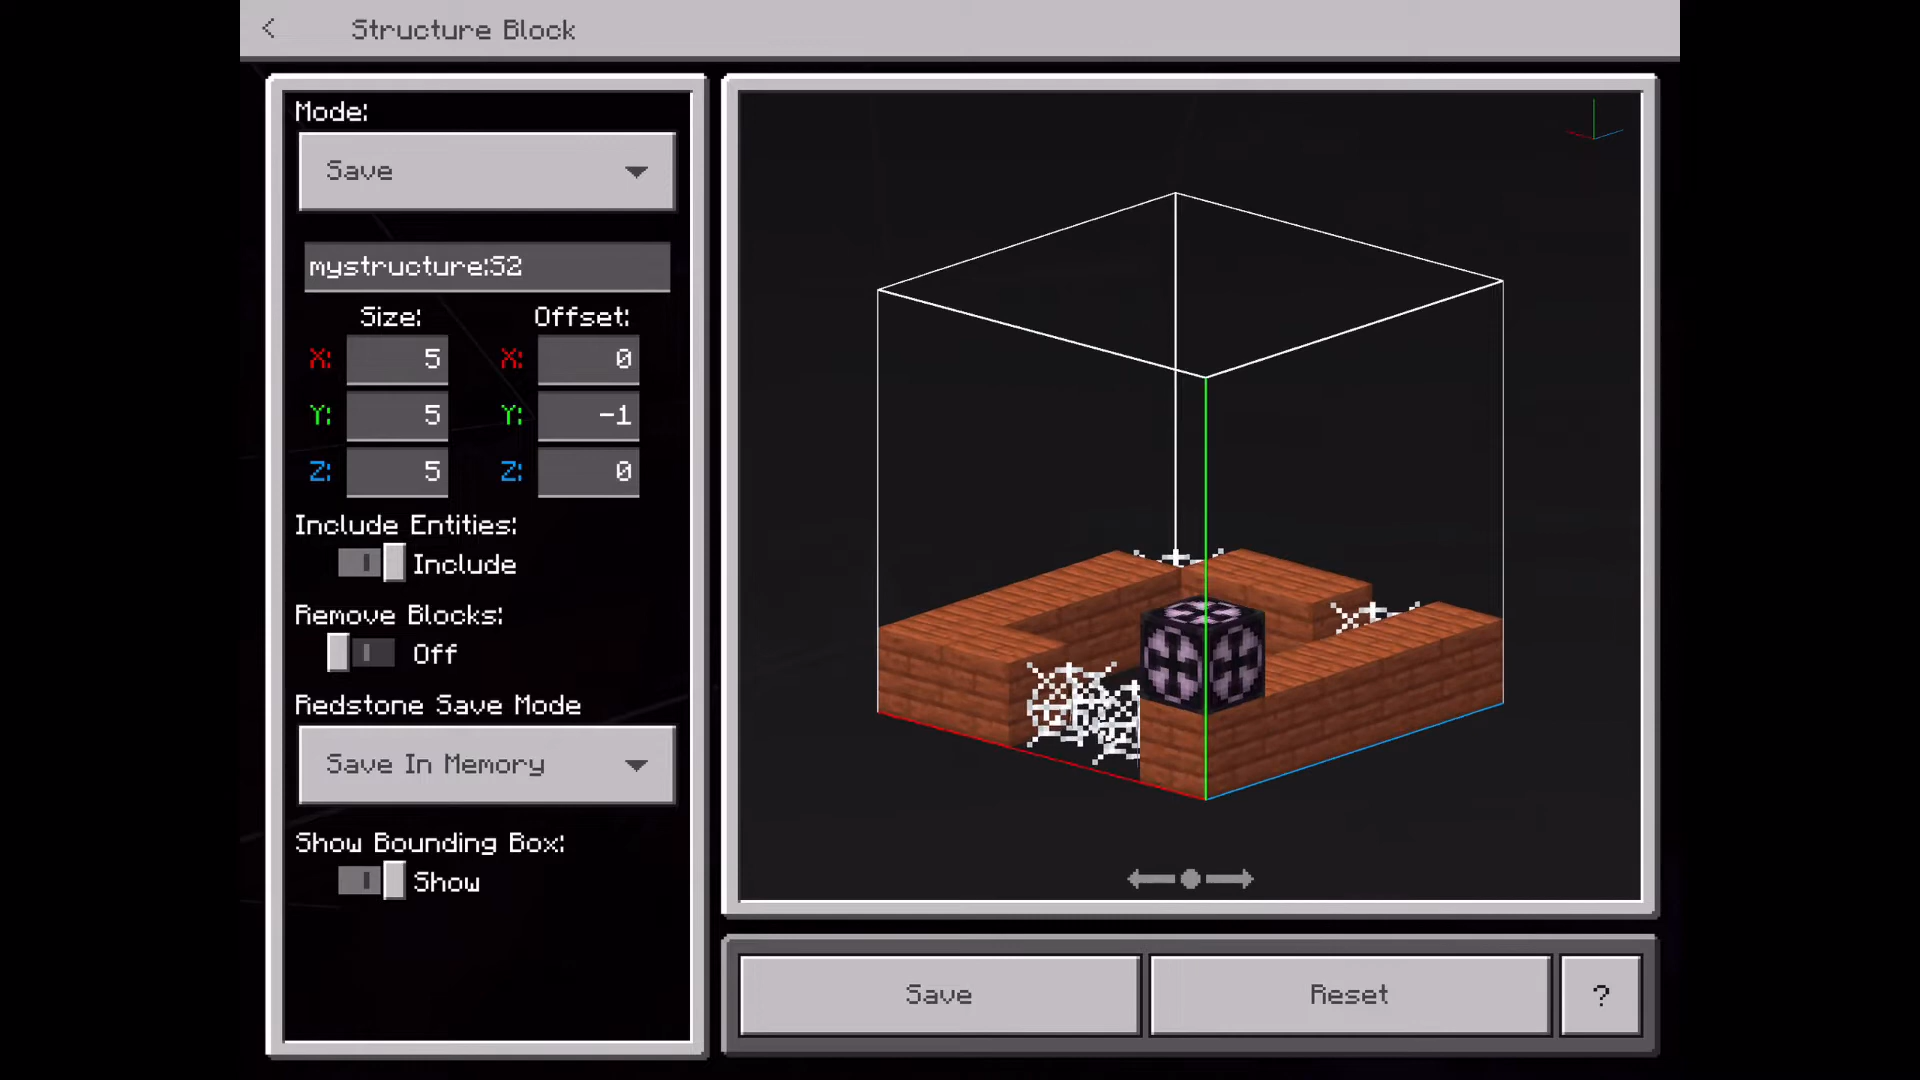 Structure Block
Mode:
Save
mystructure:S2
Size: Offset:
X: 5 X: 0
Y: 5 Y: -1
Z: 5 Z: 0
Include Entities:
Include
Remove Blocks:
Off
Redstone Save Mode
Save In Memory
Show Bounding Box:
Show
Save Reset ?